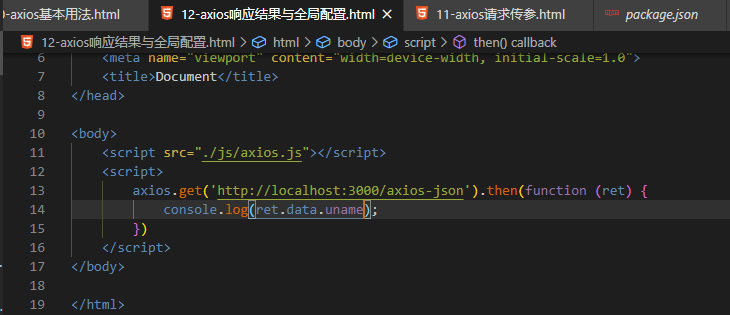 基本用法.html
12-axios响应结果与全局配置.html
11-axios请求传参.html
package.json
12-axios响应结果与全局配置.html > html > body > script > then() callback
6 <meta name="viewport" content="width=device-width, initial-scale=1.0">
7 <title>Document</title>
8 </head>
9
10 <body>
11 <script src="./js/axios.js"></script>
12 <script>
13 axios.get('http://localhost:3000/axios-json').then(function (ret) {
14 console.log(ret.data.uname);
15 })
16 </script>
17 </body>
18
19 </html>